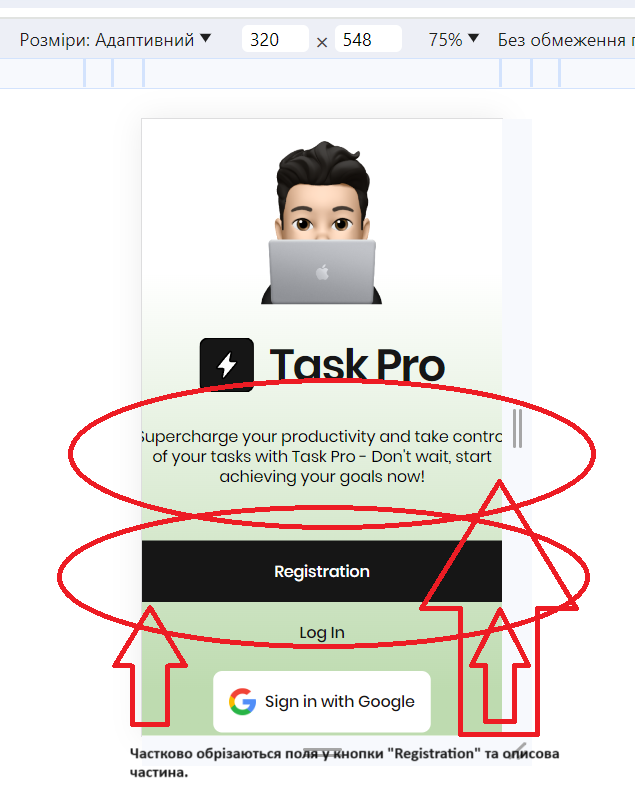 Розміри: Адаптивний 320 × 548 75% Без обмеження
Task Pro
Supercharge your productivity and take contro
of your tasks with Task Pro - Don't wait, start
achieving your goals now!
Registration
Log In
Sign in with Google
Частково обрізаються поля у кнопки "Registration" та описова
частина.